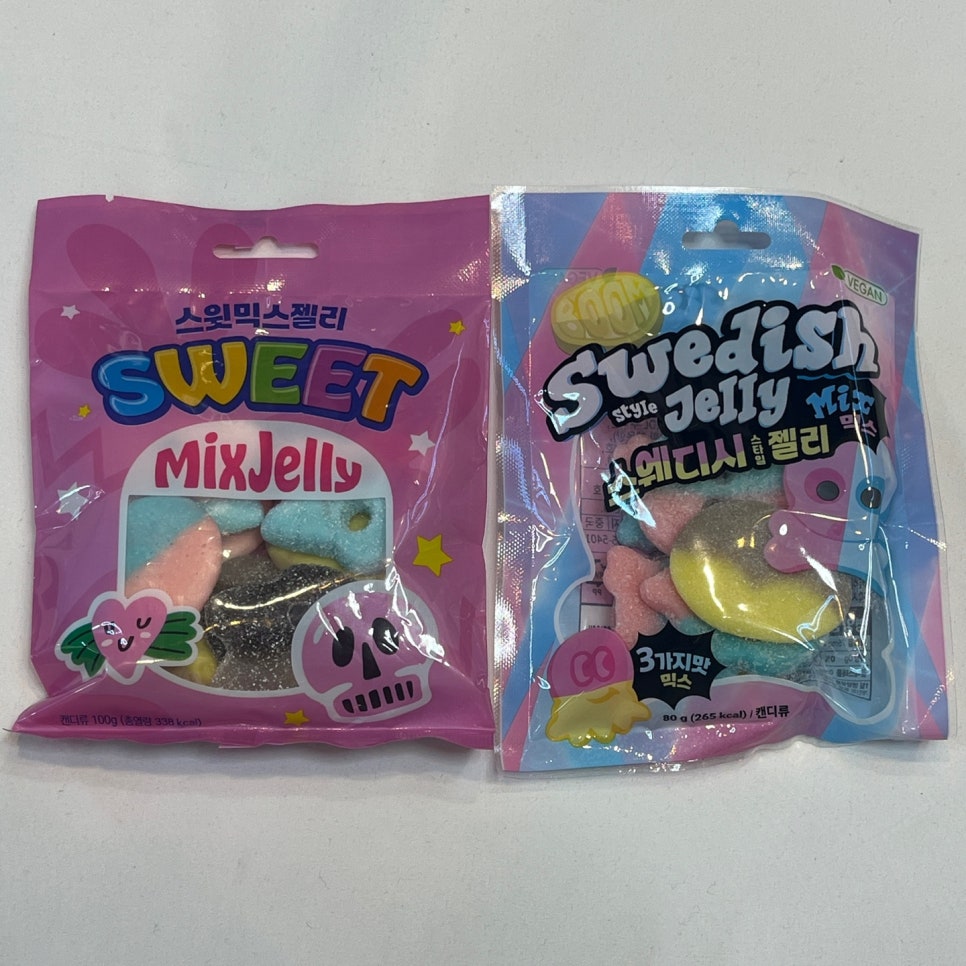 스윗믹스젤리
SWEET
MixJelly
캔디류 100g (총열량 338 kcal)
VEGAN
BOOM
Swedish
style Jelly Mix
믹스
스웨디시 스타일 젤리
3가지맛
믹스
80 g (265 kcal) / 캔디류